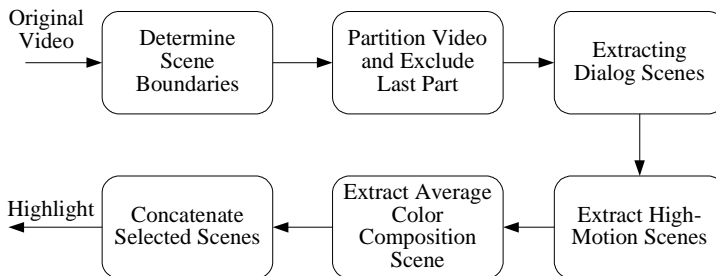 Original
Video
Determine
Scene
Boundaries
Partition Video
and Exclude
Last Part
Extracting
Dialog Scenes
Extract High-
Motion Scenes
Extract Average
Color
Composition
Scene
Concatenate
Selected Scenes
Highlight